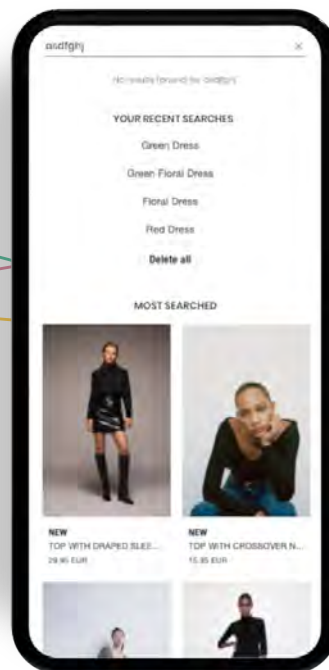 asdfghj
No results forund for asdfghj
YOUR RECENT SEARCHES
Green Dress
Green Floral Dress
Floral Dress
Red Dress
Delete all
MOST SEARCHED
NEW
TOP WITH DRAPED SLEE...
29.95 EUR
NEW
TOP WITH CROSSOVER N...
15.95 EUR